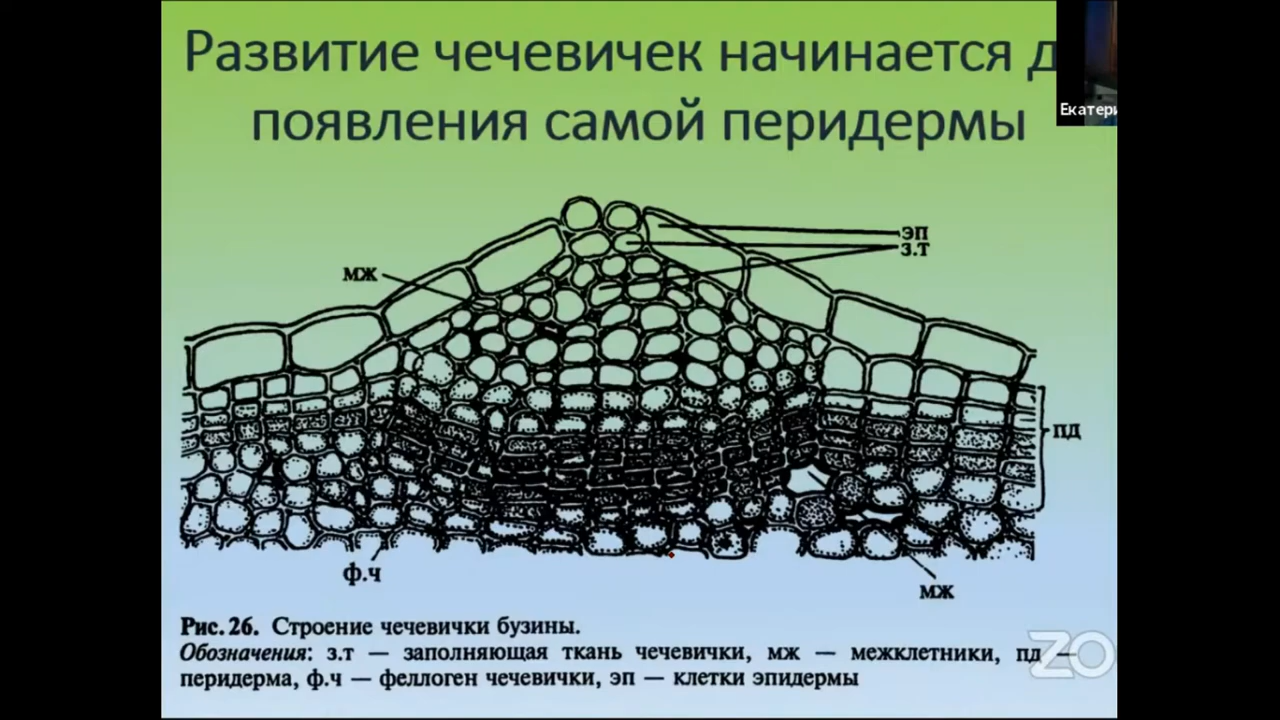 Развитие чечевичек начинается
появления самой перидермы
Екатери
эп
з.т
мж
пд
ф.ч
мж
Рис. 26. Строение чечевички бузины.
Обозначения: з.т — заполняющая ткань чечевички, мж — межклетники, пд —
перидерма, ф.ч — феллоген чечевички, эп — клетки эпидермы